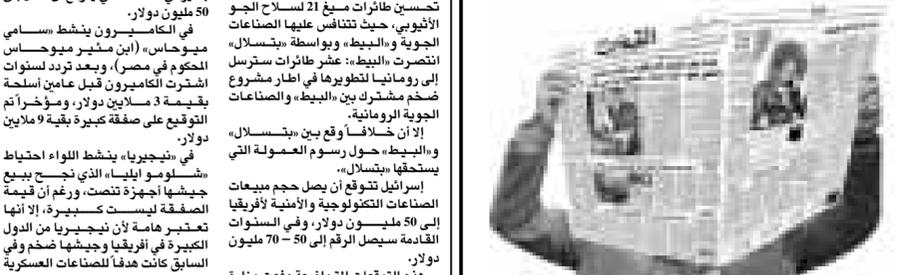 تحسين طائرات ميغ 21 لسلاح الجو
الأثيوبي، حيث تتنافس عليها الصناعات
الجوية و«البيط» وبواسطة «بتسلال»
انتصرت «البيط»: عشر طائرات سترسل
إلى رومانيا لتطويرها في اطار مشروع
ضخم مشترك بين «البيط» والصناعات
الجوية الرومانية.
إلا أن خلافاً وقع بين «بتسلال»
و«البيط» حول رسوم العمولة التي
يستحقها «بتسلال».
إسرائيل تتوقع أن يصل حجم مبيعات
الصناعات التكنولوجية والأمنية لأفريقيا
إلى 50 مليون دولار، وفي السنوات
القادمة سيصل الرقم إلى 50 – 70 مليون
دولار.
50 مليون دولار.
في الكاميرون ينشط «سامي
ميوحاس» (ابن مئير ميوحاس
المحكوم في مصر)، وبعد تردد لسنوات
اشترت الكاميرون قبل عامين أسلحة
بقيمة 3 ملايين دولار، ومؤخراً تم
التوقيع على صفقة كبيرة بقية 9 ملايين
دولار.
في «نيجيريا» ينشط اللواء احتياط
«شلومو ايليا» الذي نجح ببيع
جيشها أجهزة تنصت، ورغم أن قيمة
الصفقة ليست كبيرة، إلا أنها
تعتبر هامة لأن نيجيريا من الدول
الكبيرة في أفريقيا وجيشها ضخم وفي
السابق كانت هدفاً للصناعات العسكرية